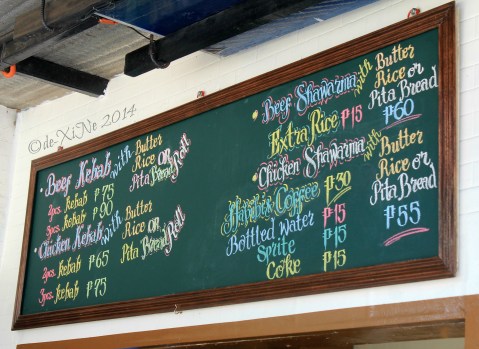 ©de-XiNe 2014
Beef Kebab with Butter Rice OR Pita Bread Roll
2pcs kebab ₱75
3pcs kebab ₱90
Chicken Kebab with Butter Rice OR Pita Bread Roll
2pcs kebab ₱65
3pcs kebab ₱75
Beef Shawarma with Butter Rice or Pita Bread ₱60
Extra Rice ₱15
Chicken Shawarma with Butter Rice or Pita Bread ₱55
Coffee ₱30
Bottled water ₱15
Sprite ₱15
Coke ₱15